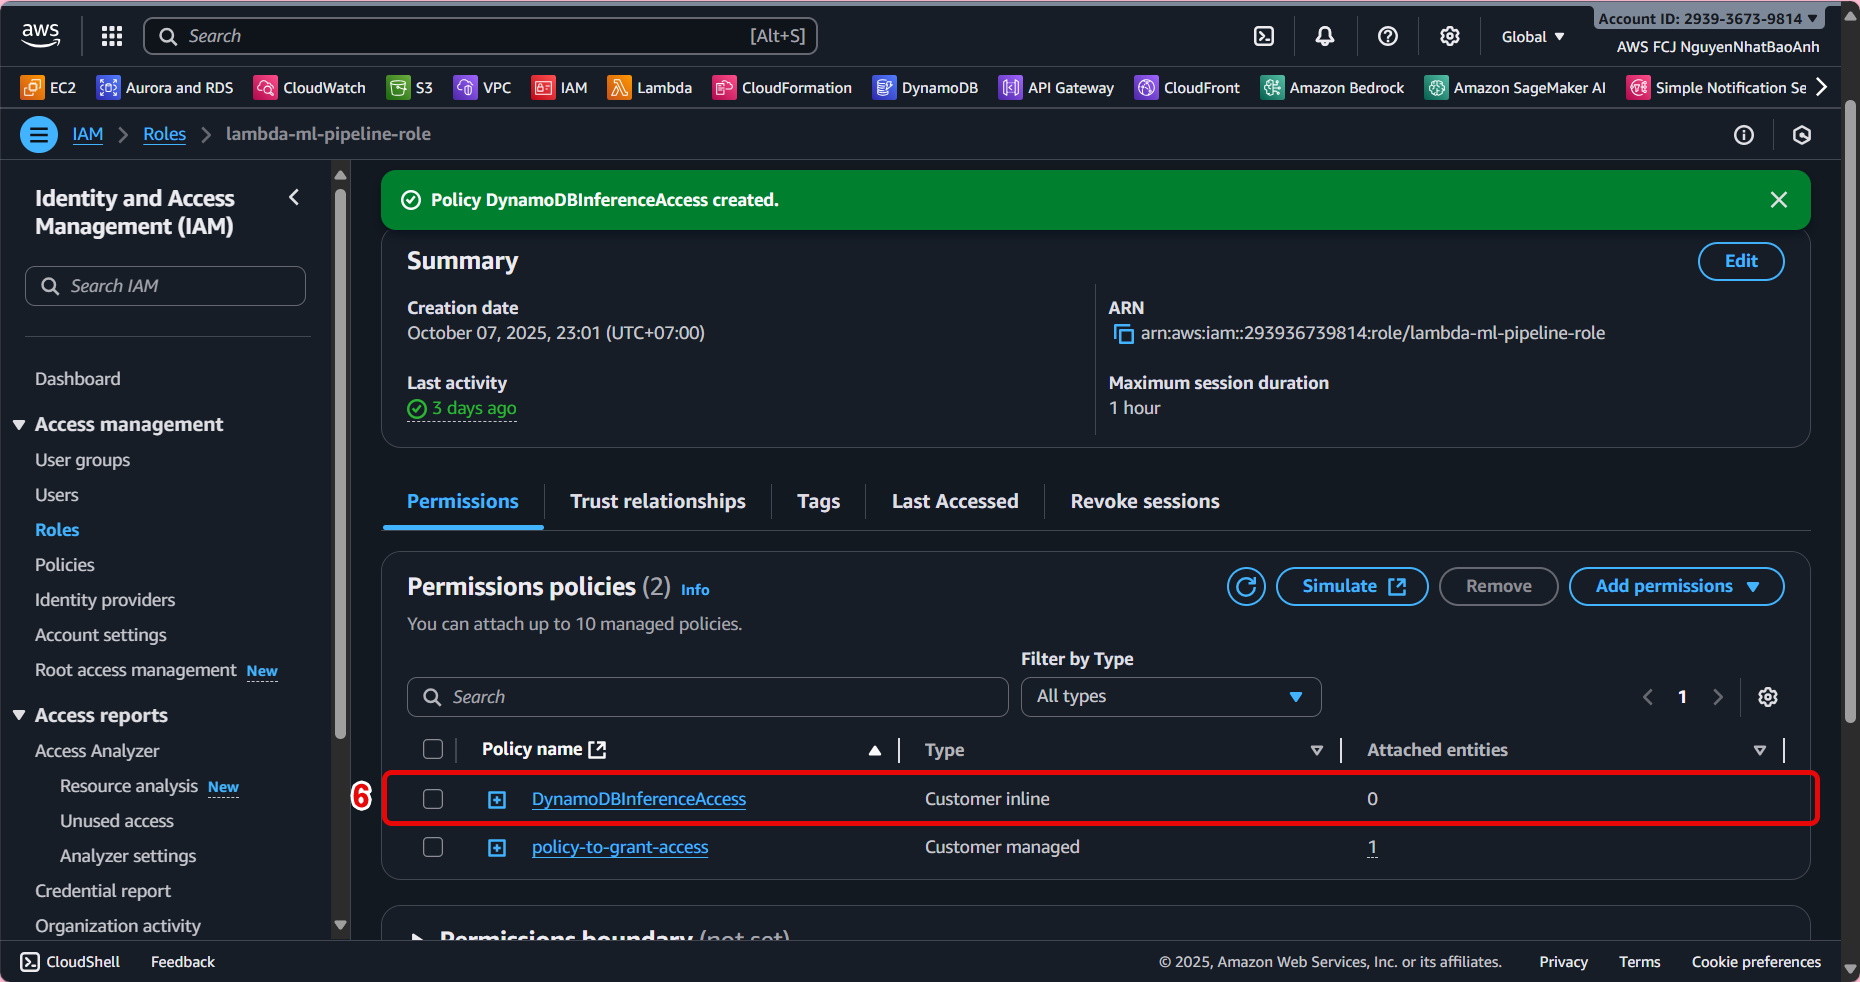 aws
Search [Alt+S]
Global
Account ID: 2939-3673-9814
AWS FCJ NguyenNhatBaoAnh
EC2 Aurora and RDS CloudWatch S3 VPC IAM Lambda CloudFormation DynamoDB API Gateway CloudFront Amazon Bedrock Amazon SageMaker AI Simple Notification Se
IAM Roles lambda-ml-pipeline-role
Identity and Access
Management (IAM)
Search IAM
Dashboard
Access management
User groups
Users
Roles
Policies
Identity providers
Account settings
Root access management New
Access reports
Access Analyzer
Resource analysis New
Unused access
Analyzer settings
Credential report
Organization activity
Policy DynamoDBInferenceAccess created.
Summary
Edit
Creation date
October 07, 2025, 23:01 (UTC+07:00)
ARN
arn:aws:iam::293936739814:role/lambda-ml-pipeline-role
Last activity
3 days ago
Maximum session duration
1 hour
Permissions Trust relationships Tags Last Accessed Revoke sessions
Permissions policies (2) Info
Simulate Remove Add permissions
You can attach up to 10 managed policies.
Filter by Type
Search
All types
1
Policy name Type Attached entities
6 DynamoDBInferenceAccess Customer inline 0
policy-to-grant-access Customer managed 1
Permissions boundary (not set)
CloudShell Feedback © 2025, Amazon Web Services, Inc. or its affiliates. Privacy Terms Cookie preferences